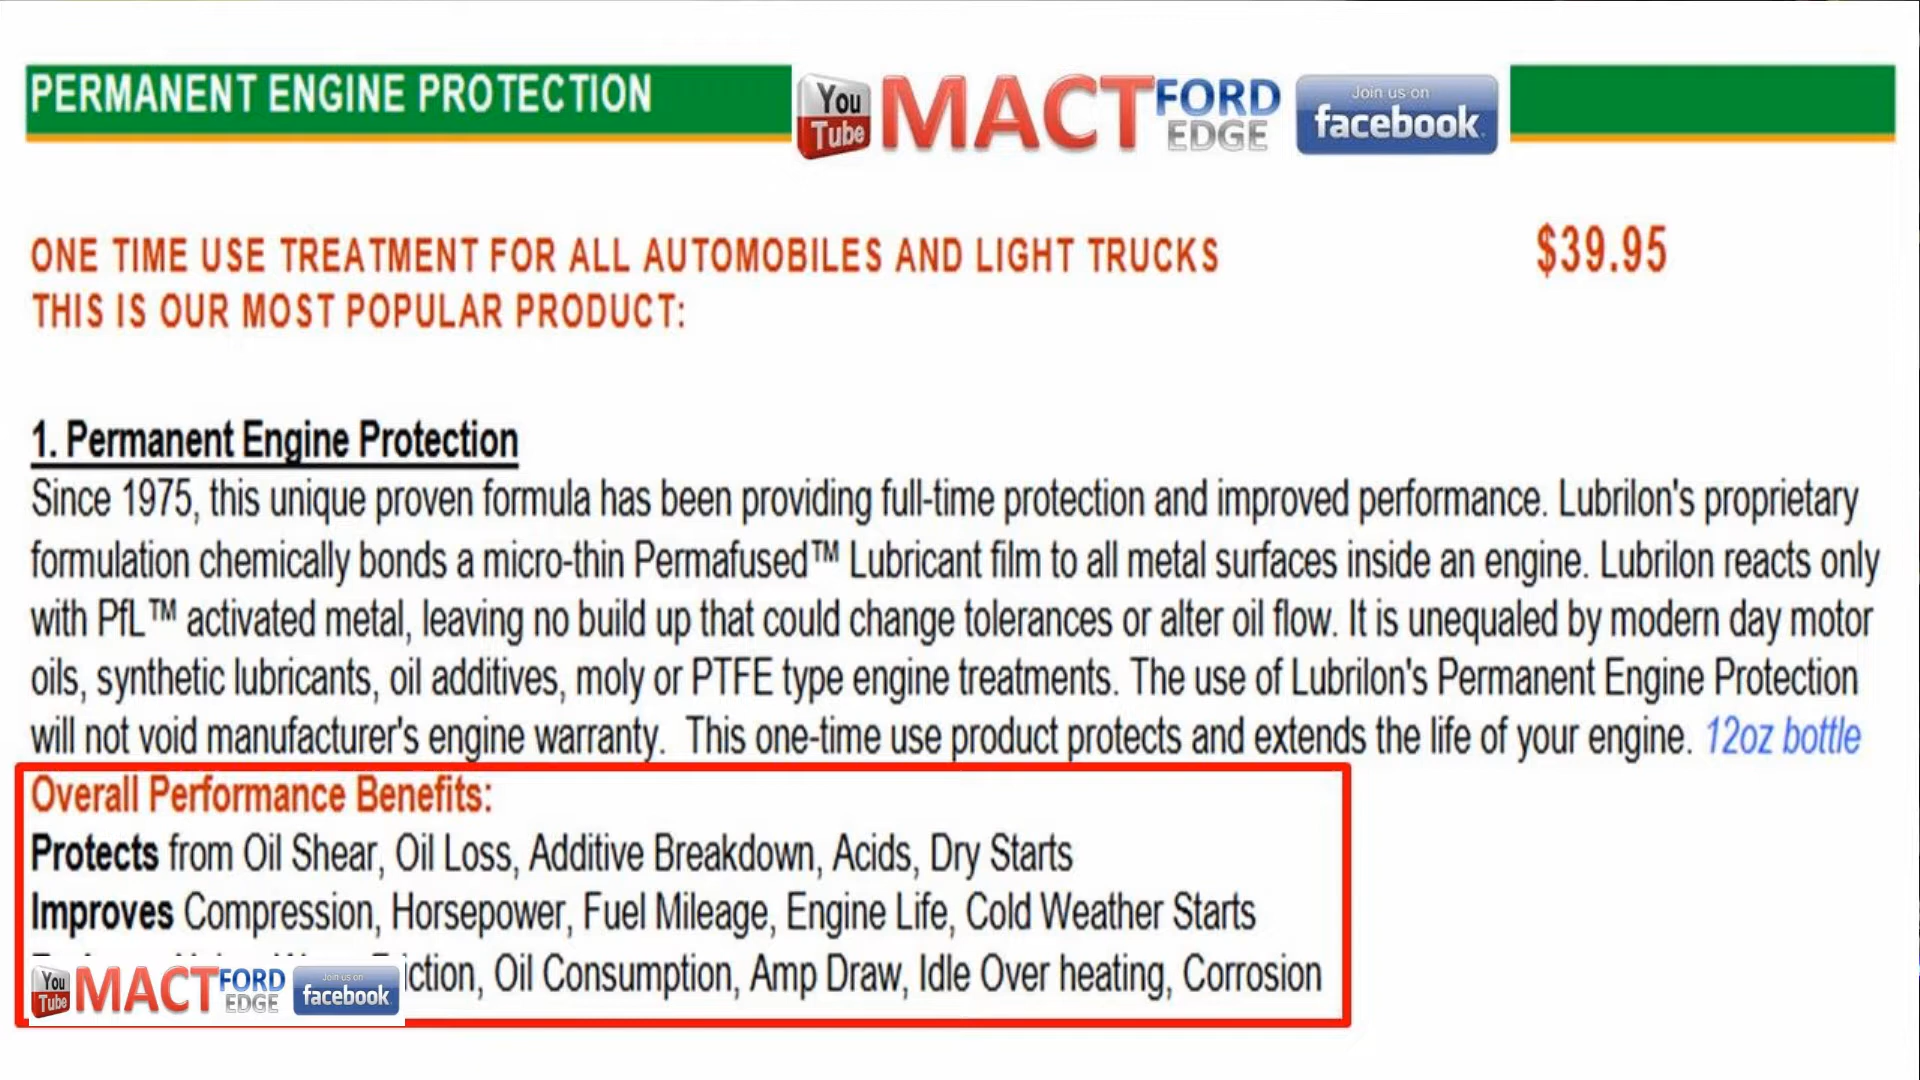 PERMANENT ENGINE PROTECTION
You Tube MACT FORD EDGE Join us on facebook
ONE TIME USE TREATMENT FOR ALL AUTOMOBILES AND LIGHT TRUCKS $39.95
THIS IS OUR MOST POPULAR PRODUCT:
1. Permanent Engine Protection
Since 1975, this unique proven formula has been providing full-time protection and improved performance. Lubrilon's proprietary
formulation chemically bonds a micro-thin Permafused™ Lubricant film to all metal surfaces inside an engine. Lubrilon reacts only
with PfL™ activated metal, leaving no build up that could change tolerances or alter oil flow. It is unequaled by modern day motor
oils, synthetic lubricants, oil additives, moly or PTFE type engine treatments. The use of Lubrilon's Permanent Engine Protection
will not void manufacturer's engine warranty. This one-time use product protects and extends the life of your engine. 12oz bottle
Overall Performance Benefits:
Protects from Oil Shear, Oil Loss, Additive Breakdown, Acids, Dry Starts
Improves Compression, Horsepower, Fuel Mileage, Engine Life, Cold Weather Starts
Oil Consumption, Amp Draw, Idle Over heating, Corrosion
You Tube MACT FORD EDGE Join us on facebook